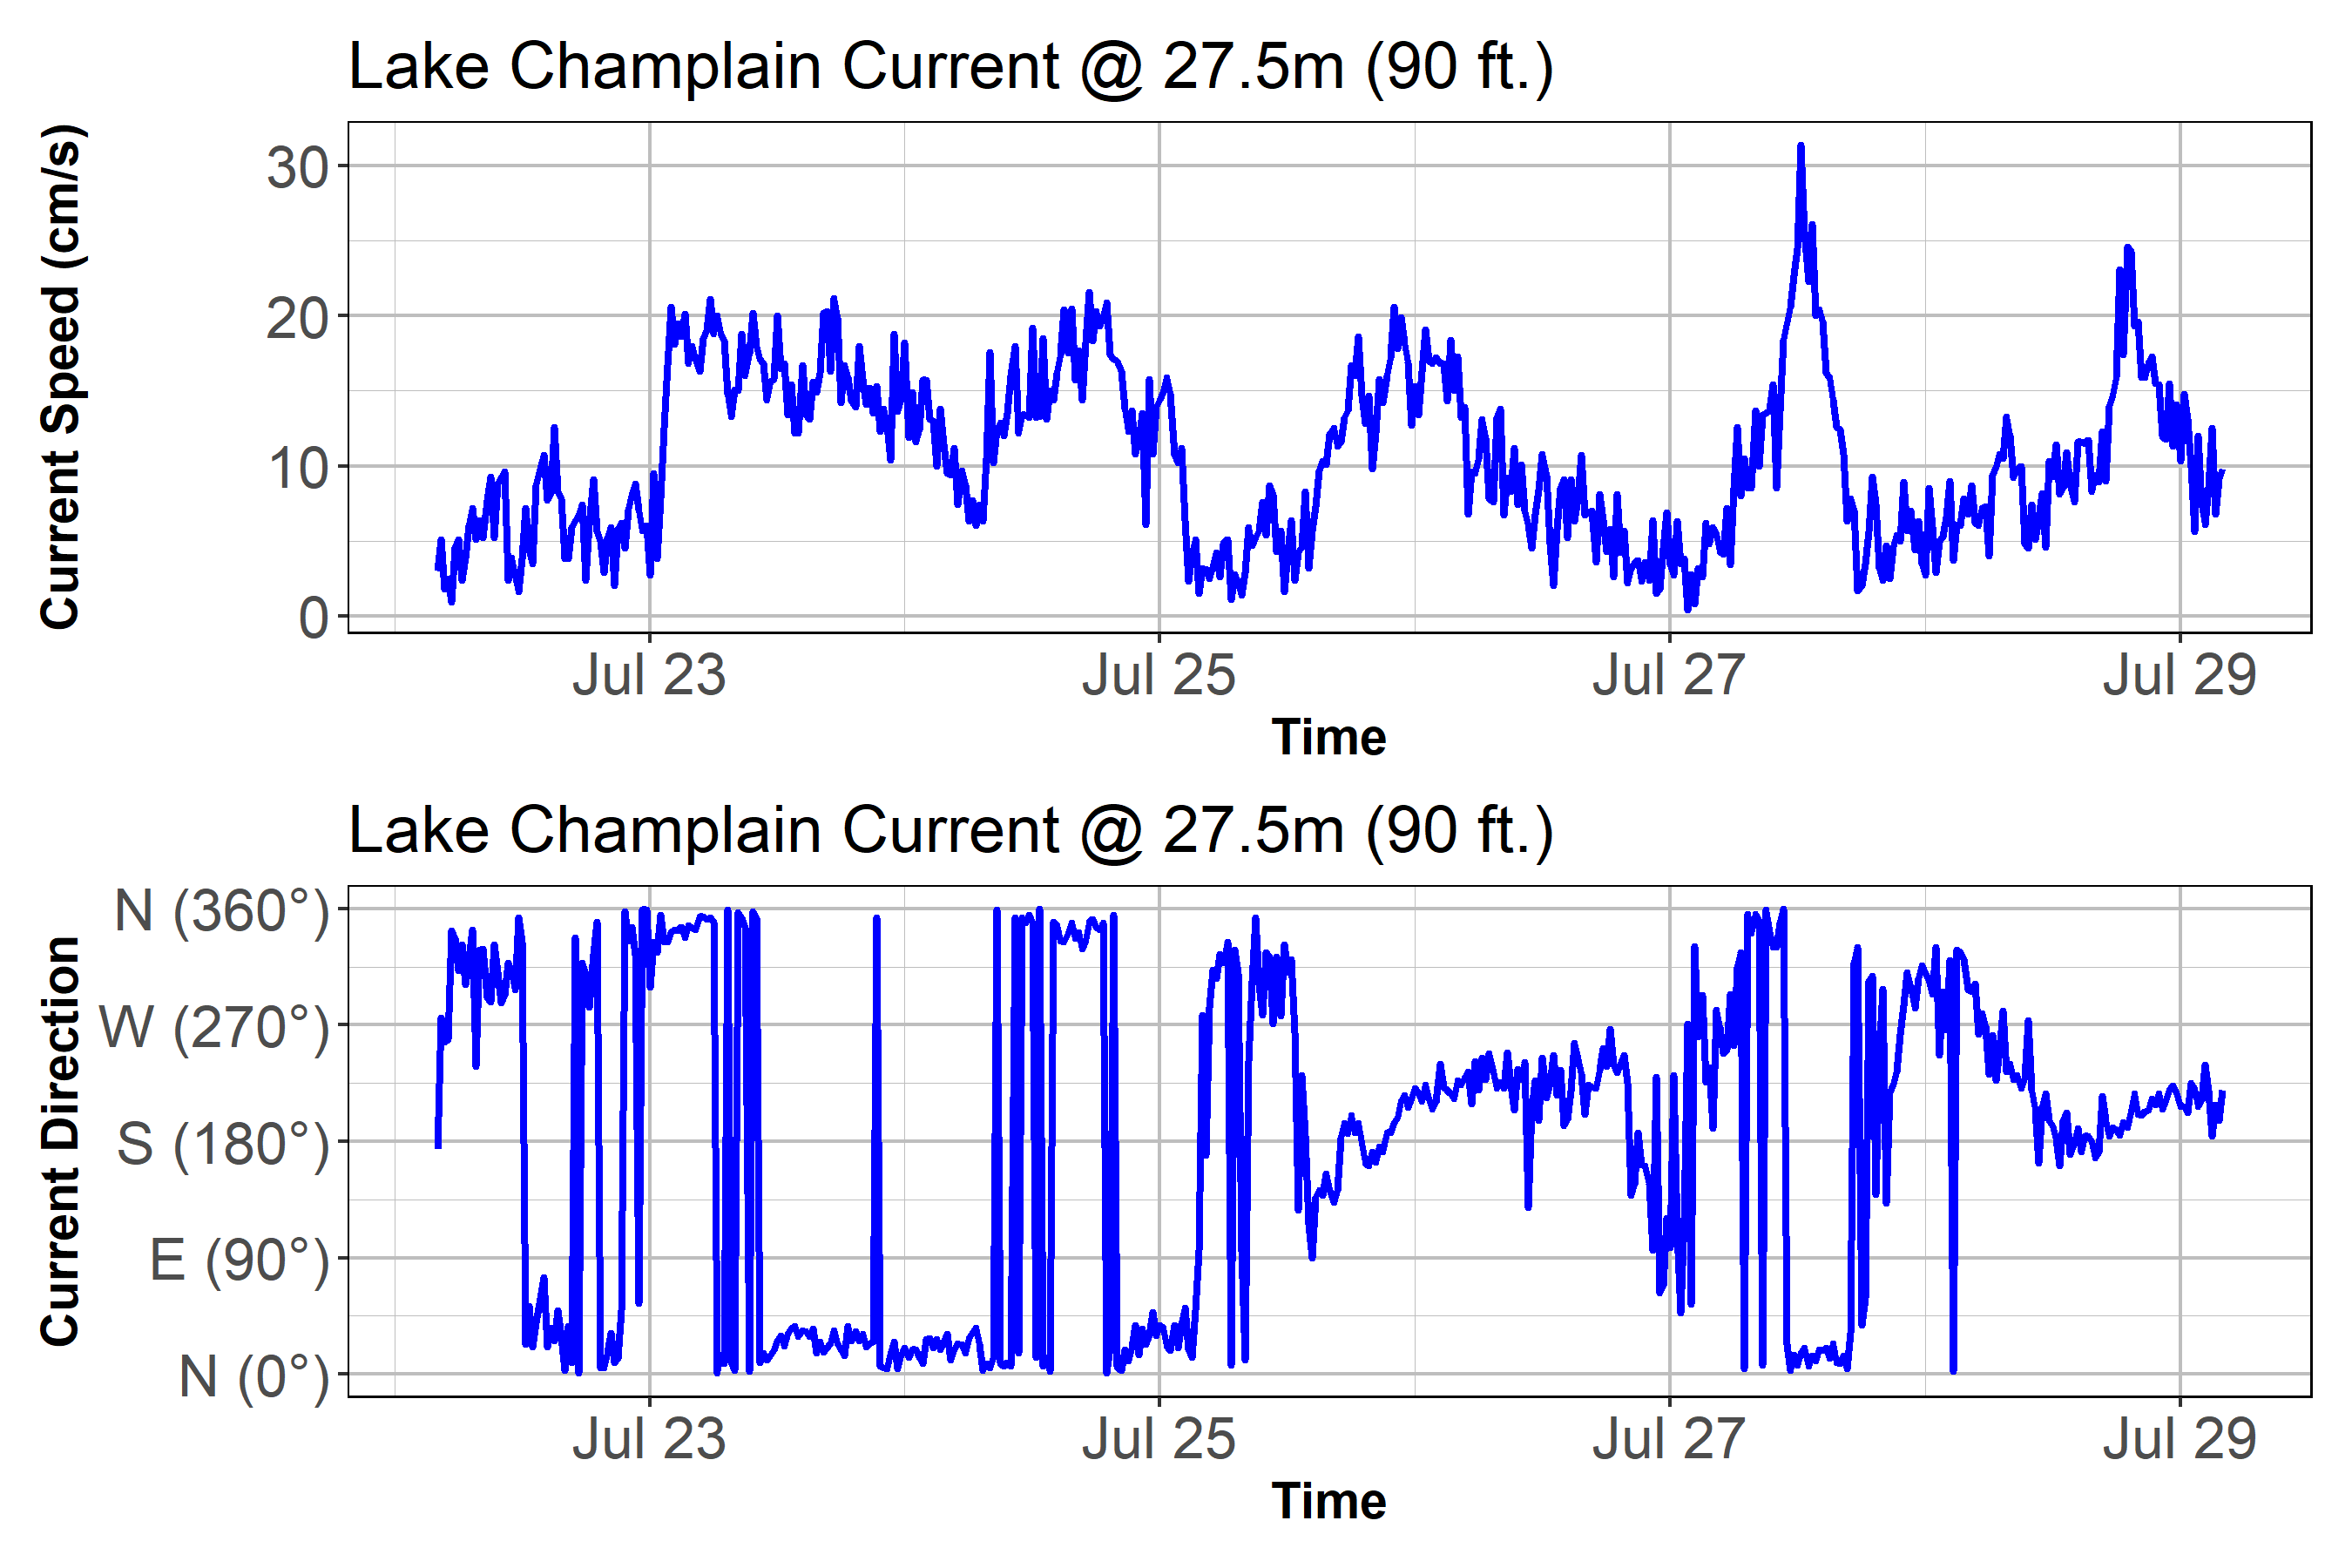 Lake Champlain Current @ 27.5m (90 ft.)
Current Speed (cm/s)
30
20
10
0
Jul 23 Jul 25 Jul 27 Jul 29
Time
Lake Champlain Current @ 27.5m (90 ft.)
Current Direction
N (360°)
W (270°)
S (180°)
E (90°)
N (0°)
Jul 23 Jul 25 Jul 27 Jul 29
Time